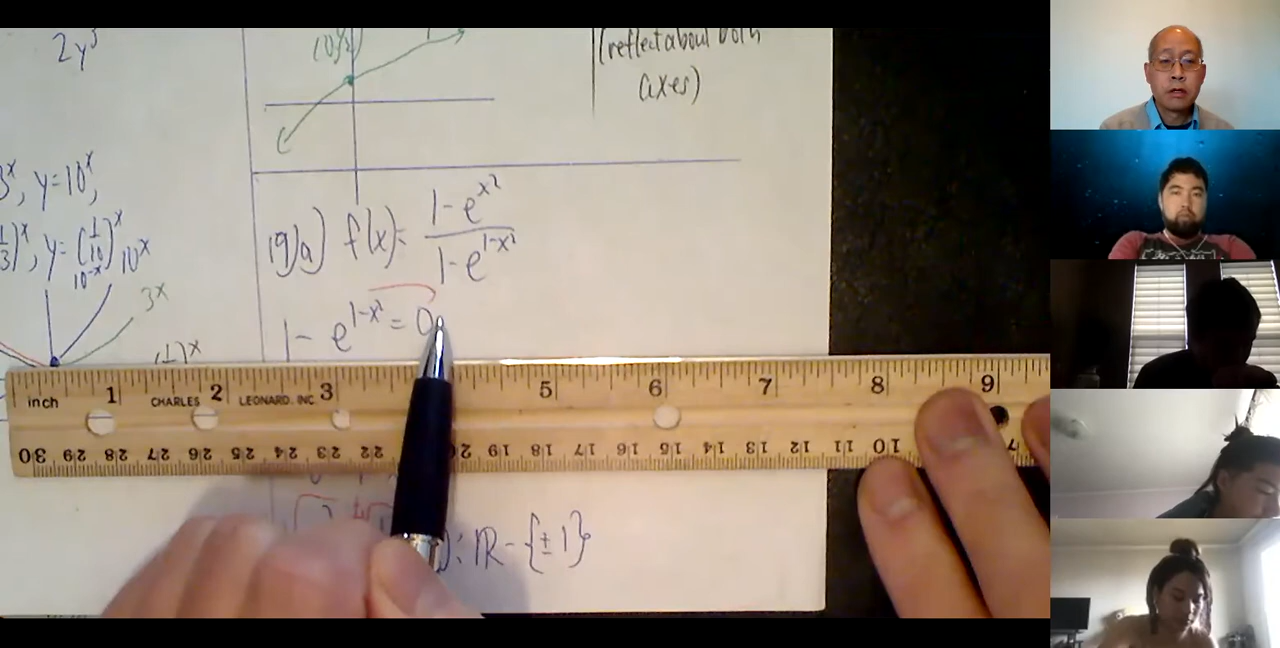 2y³
(reflect about both
axes)
3ˣ, y=10ˣ,
(1/3)ˣ, y=(1/10)ˣ
10⁻ˣ
10ˣ
3ˣ
19)a) f(x)= (1-e^(x²))/(1-e^(1-x²))
1-e^(1-x²)=0
inch 1 2 3 5 6 7 8 9
CHARLES LEONARD. INC
30 29 28 27 26 25 24 23 22 20 19 18 17 16 15 14 13 12 11 10
: ℝ-{±1}